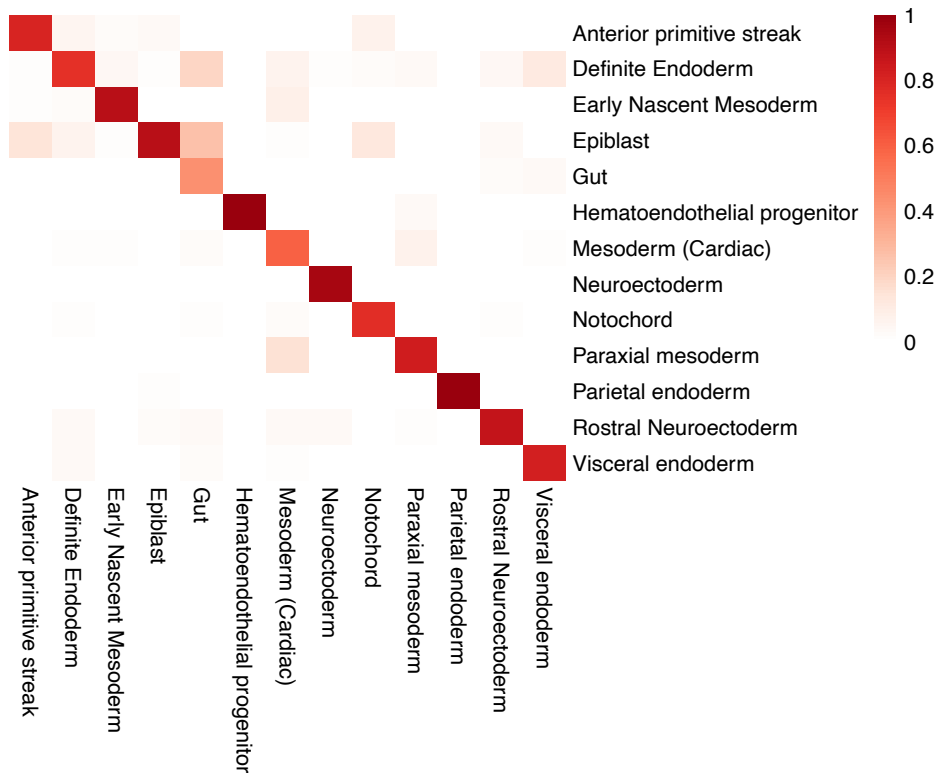 Anterior primitive streak
Definite Endoderm
Early Nascent Mesoderm
Epiblast
Gut
Hematoendothelial progenitor
Mesoderm (Cardiac)
Neuroectoderm
Notochord
Paraxial mesoderm
Parietal endoderm
Rostral Neuroectoderm
Visceral endoderm
1
0.8
0.6
0.4
0.2
0
Anterior primitive streak
Definite Endoderm
Early Nascent Mesoderm
Epiblast
Gut
Hematoendothelial progenitor
Mesoderm (Cardiac)
Neuroectoderm
Notochord
Paraxial mesoderm
Parietal endoderm
Rostral Neuroectoderm
Visceral endoderm